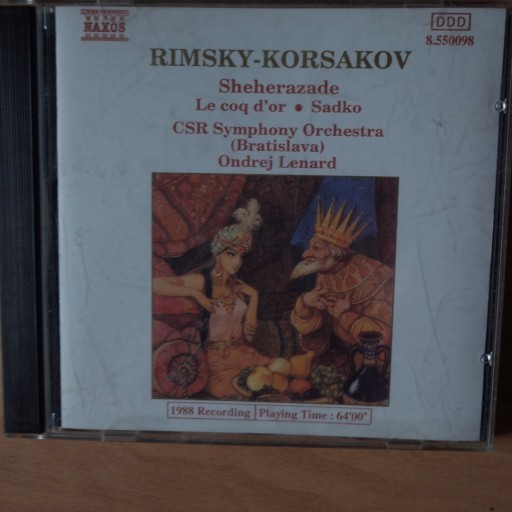 NAXOS
DDD
8.550098
RIMSKY-KORSAKOV
Sheherazade
Le coq d'or • Sadko
CSR Symphony Orchestra
(Bratislava)
Ondrej Lenard
1988 Recording | Playing Time : 64'00"